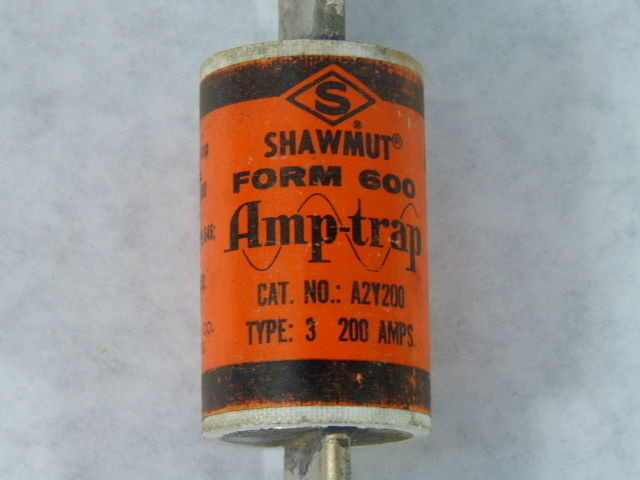 S
SHAWMUT®
FORM 600
Amp-trap
CAT. NO.: A2Y200
TYPE: 3 200 AMPS.